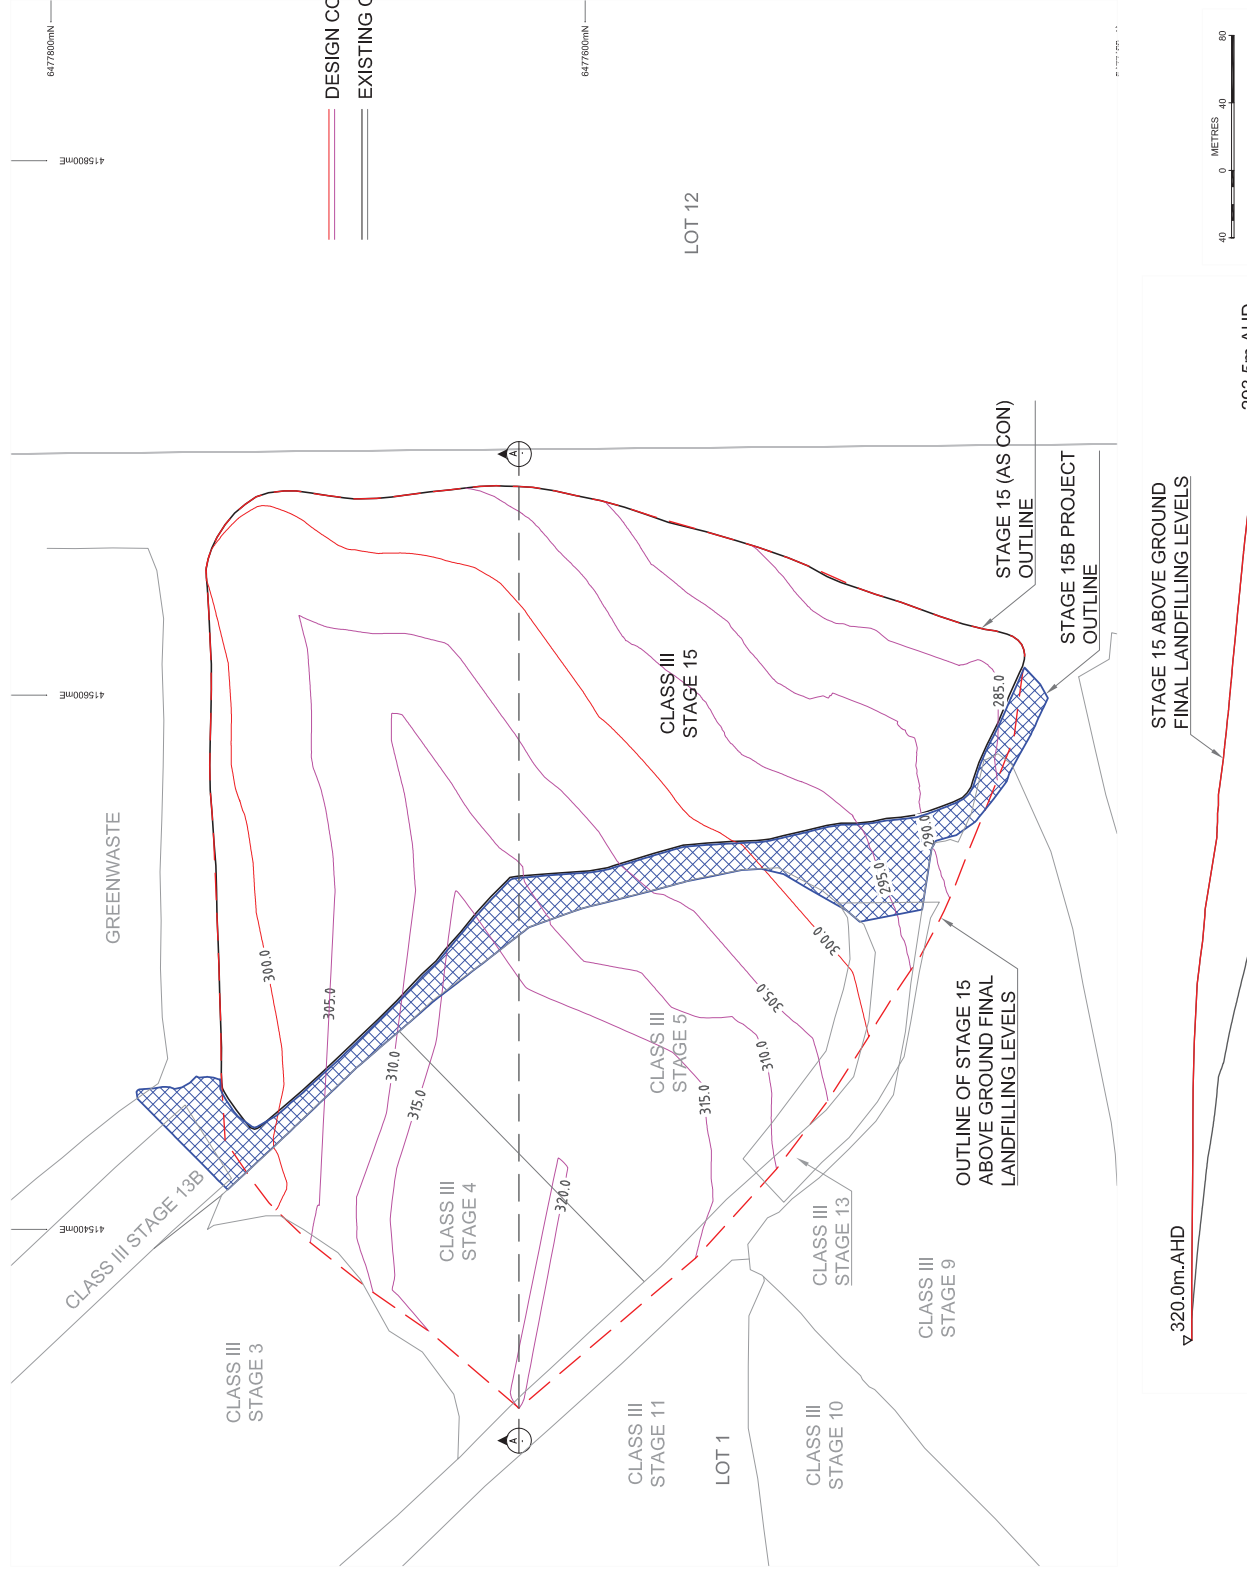 6477800mN
6477600mN
415800mE
415600mE
415400mE
DESIGN CO
EXISTING
LOT 12
80
40
0
40
METRES
GREENWASTE
A
CLASS III
STAGE 15
STAGE 15 (AS CON)
OUTLINE
STAGE 15B PROJECT
OUTLINE
285.0
290.0
295.0
300.0
305.0
310.0
315.0
300.0
305.0
310.0
315.0
320.0
CLASS III STAGE 13B
CLASS III
STAGE 3
CLASS III
STAGE 4
CLASS III
STAGE 5
OUTLINE OF STAGE 15
ABOVE GROUND FINAL
LANDFILLING LEVELS
CLASS III
STAGE 13
CLASS III
STAGE 9
CLASS III
STAGE 11
CLASS III
STAGE 10
LOT 1
A
STAGE 15 ABOVE GROUND
FINAL LANDFILLING LEVELS
320.0m.AHD